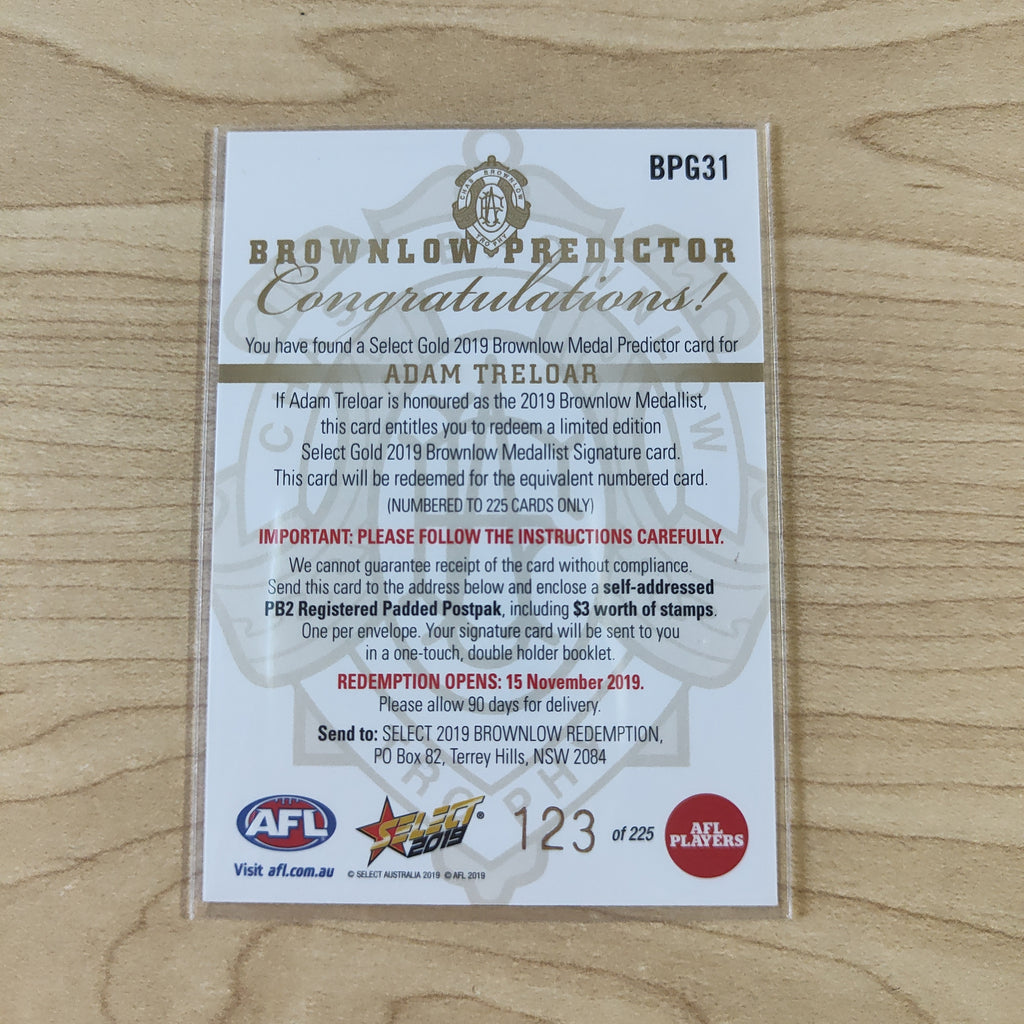 BPG31
CHAS BROWNLOW
TROPHY
BROWNLOW PREDICTOR
Congratulations!
You have found a Select Gold 2019 Brownlow Medal Predictor card for
ADAM TRELOAR
If Adam Treloar is honoured as the 2019 Brownlow Medallist,
this card entitles you to redeem a limited edition
Select Gold 2019 Brownlow Medallist Signature card.
This card will be redeemed for the equivalent numbered card.
(NUMBERED TO 225 CARDS ONLY)
IMPORTANT: PLEASE FOLLOW THE INSTRUCTIONS CAREFULLY.
We cannot guarantee receipt of the card without compliance.
Send this card to the address below and enclose a self-addressed
PB2 Registered Padded Postpak, including $3 worth of stamps.
One per envelope. Your signature card will be sent to you
in a one-touch, double holder booklet.
REDEMPTION OPENS: 15 November 2019.
Please allow 90 days for delivery.
Send to: SELECT 2019 BROWNLOW REDEMPTION,
PO Box 82, Terrey Hills, NSW 2084
AFL
Visit afl.com.au
SELECT®
2019
© SELECT AUSTRALIA 2019 © AFL 2019
123 of 225
AFL
PLAYERS